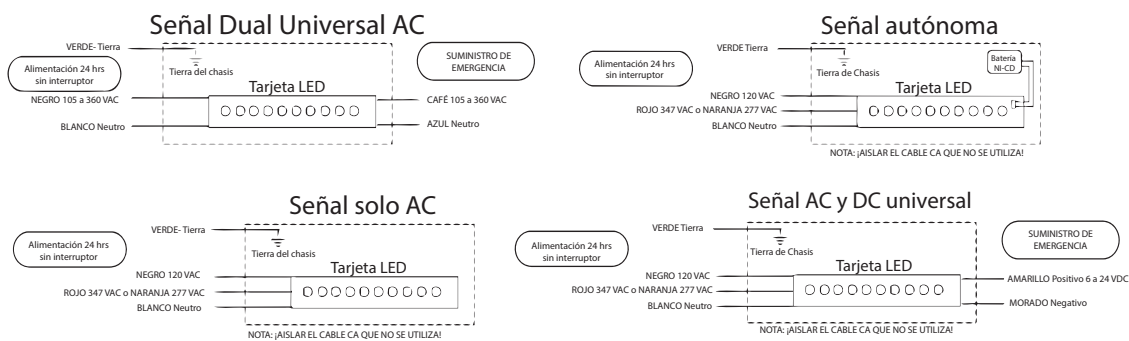 Señal Dual Universal AC
VERDE- Tierra
Alimentación 24 hrs
sin interruptor
Tierra del chasis
SUMINISTRO DE
EMERGENCIA
Tarjeta LED
NEGRO 105 a 360 VAC
CAFÉ 105 a 360 VAC
BLANCO Neutro
AZUL Neutro
Señal autónoma
VERDE Tierra
Alimentación 24 hrs
sin interruptor
Tierra de Chasis
Batería
NI-CD
Tarjeta LED
NEGRO 120 VAC
ROJO 347 VAC o NARANJA 277 VAC
BLANCO Neutro
NOTA: ¡AISLAR EL CABLE CA QUE NO SE UTILIZA!
Señal solo AC
VERDE- Tierra
Alimentación 24 hrs
sin interruptor
Tierra del chasis
Tarjeta LED
NEGRO 120 VAC
ROJO 347 VAC o NARANJA 277 VAC
BLANCO Neutro
NOTA: ¡AISLAR EL CABLE CA QUE NO SE UTILIZA!
Señal AC y DC universal
VERDE Tierra
Alimentación 24 hrs
sin interruptor
Tierra de Chasis
SUMINISTRO DE
EMERGENCIA
Tarjeta LED
NEGRO 120 VAC
AMARILLO Positivo 6 a 24 VDC
ROJO 347 VAC o NARANJA 277 VAC
BLANCO Neutro
MORADO Negativo
NOTA: ¡AISLAR EL CABLE CA QUE NO SE UTILIZA!